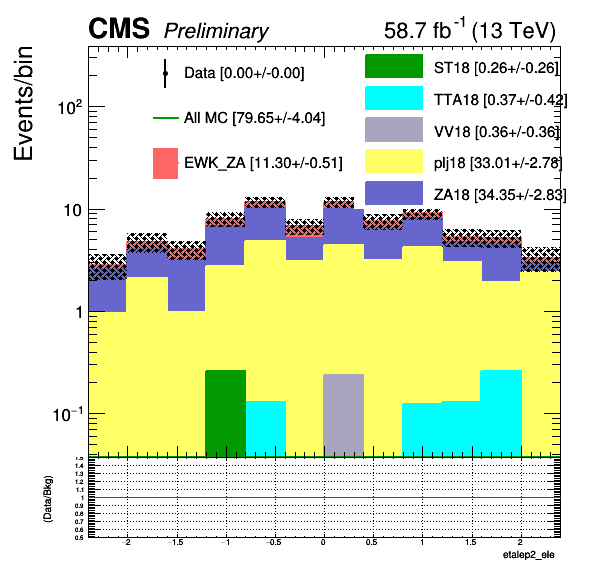 CMS Preliminary 58.7 fb⁻¹ (13 TeV)
Events/bin
Data [0.00+/-0.00]
All MC [79.65+/-4.04]
EWK_ZA [11.30+/-0.51]
ST18 [0.26+/-0.26]
TTA18 [0.37+/-0.42]
VV18 [0.36+/-0.36]
plj18 [33.01+/-2.78]
ZA18 [34.35+/-2.83]
10²
10
1
10⁻¹
(Data/Bkg)
1.5
1.4
1.3
1.2
1.1
1
0.9
0.8
0.7
0.6
0.5
−2 −1.5 −1 −0.5 0 0.5 1 1.5 2
etalep2_ele